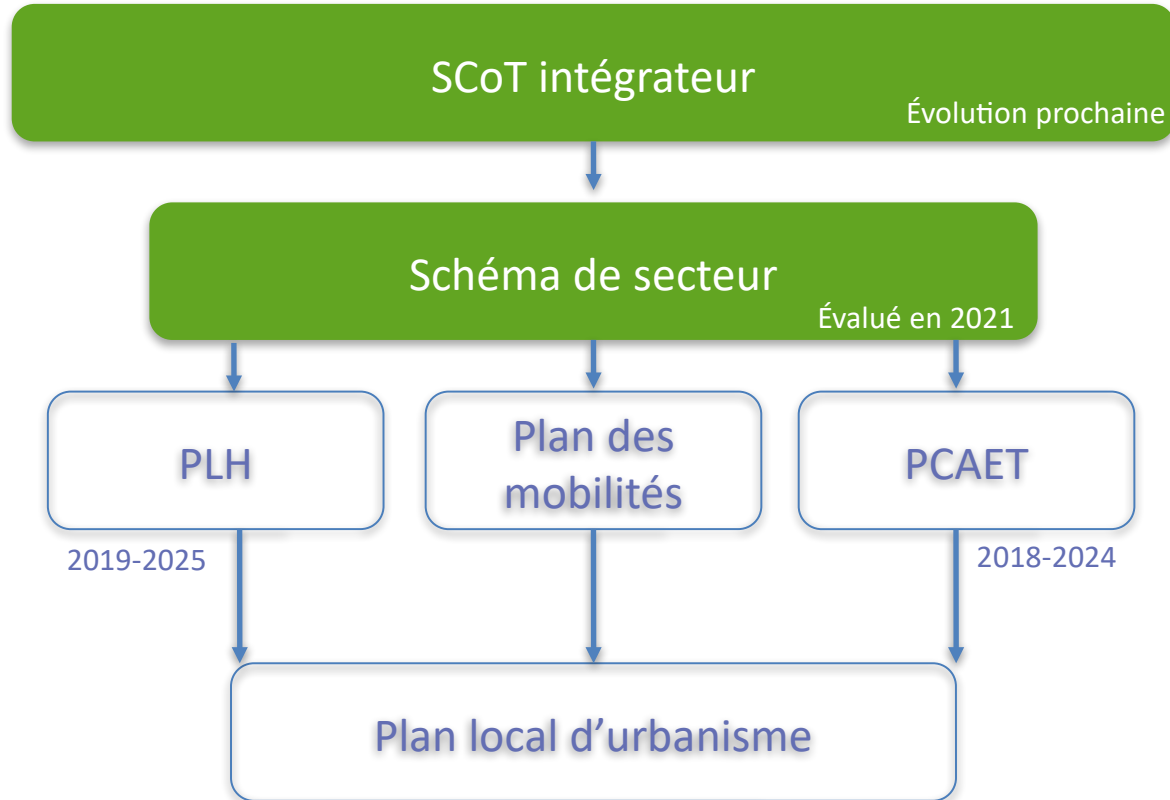 SCoT intégrateur
Évolution prochaine
Schéma de secteur
Évalué en 2021
PLH
Plan des
mobilités
PCAET
2019-2025
2018-2024
Plan local d’urbanisme